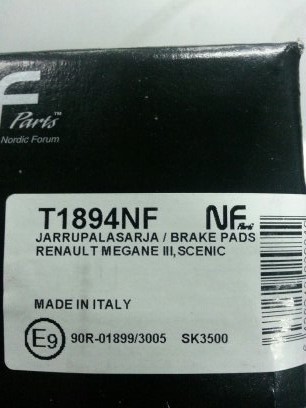 F
Parts™
Nordic Forum
T1894NF NF Parts
JARRUPALASARJA / BRAKE PADS
RENAULT MEGANE III, SCENIC
MADE IN ITALY
E9 90R-01899/3005 SK3500